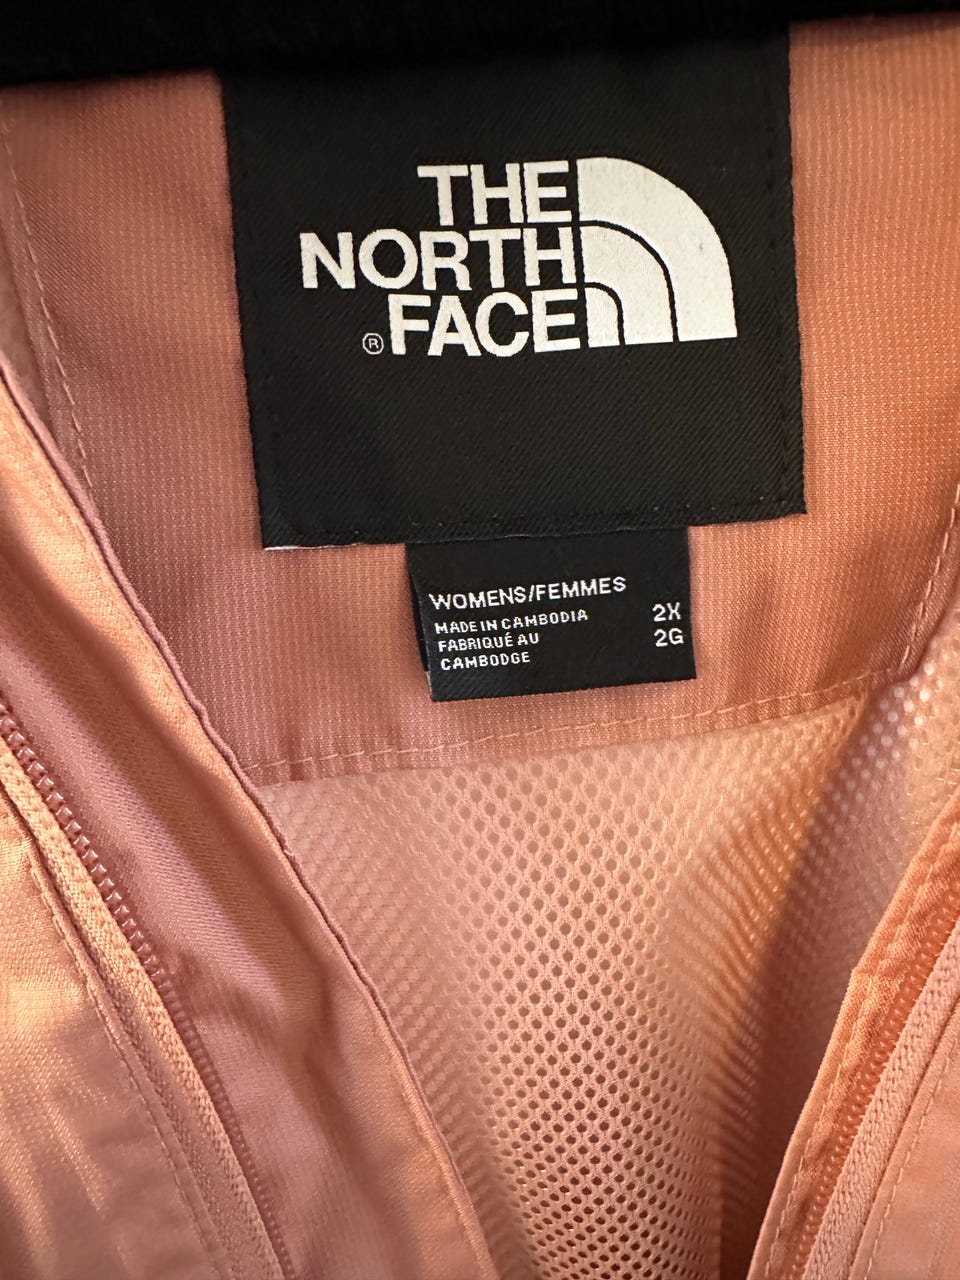 THE
NORTH
® FACE
WOMENS/FEMMES
MADE IN CAMBODIA 2X
FABRIQUÉ AU 2G
CAMBODGE